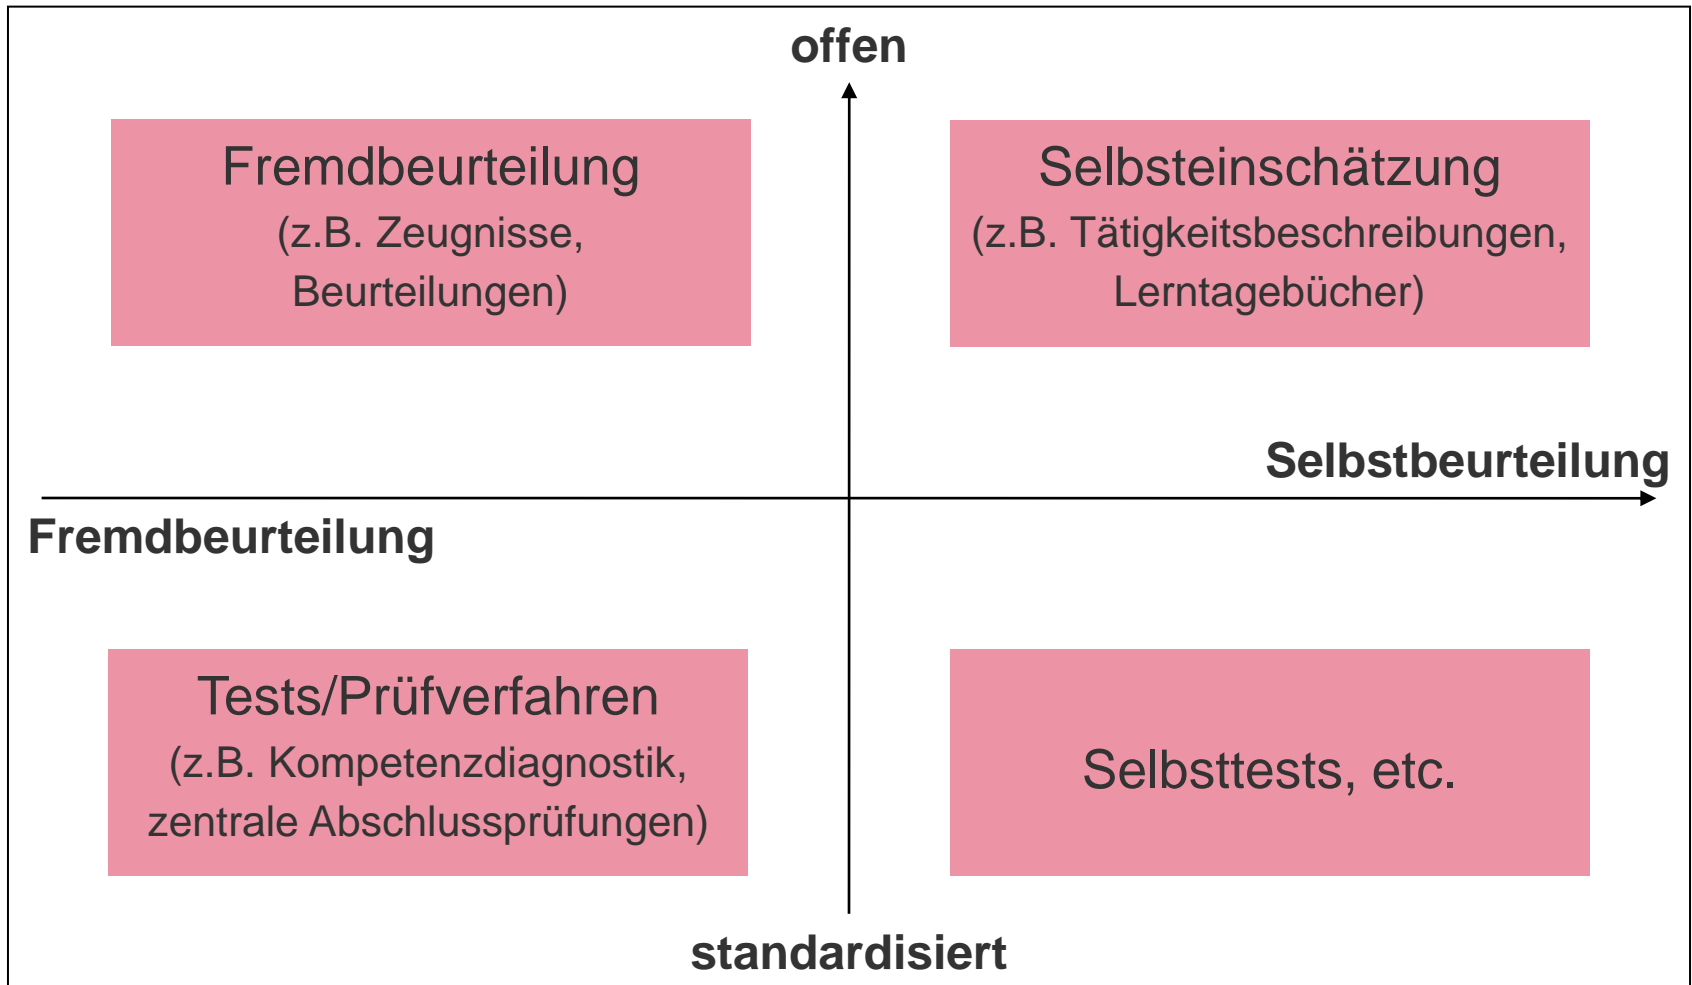 offen
Fremdbeurteilung
(z.B. Zeugnisse,
Beurteilungen)
Selbsteinschätzung
(z.B. Tätigkeitsbeschreibungen,
Lerntagebücher)
Selbstbeurteilung
Fremdbeurteilung
Tests/Prüfverfahren
(z.B. Kompetenzdiagnostik,
zentrale Abschlussprüfungen)
Selbsttests, etc.
standardisiert